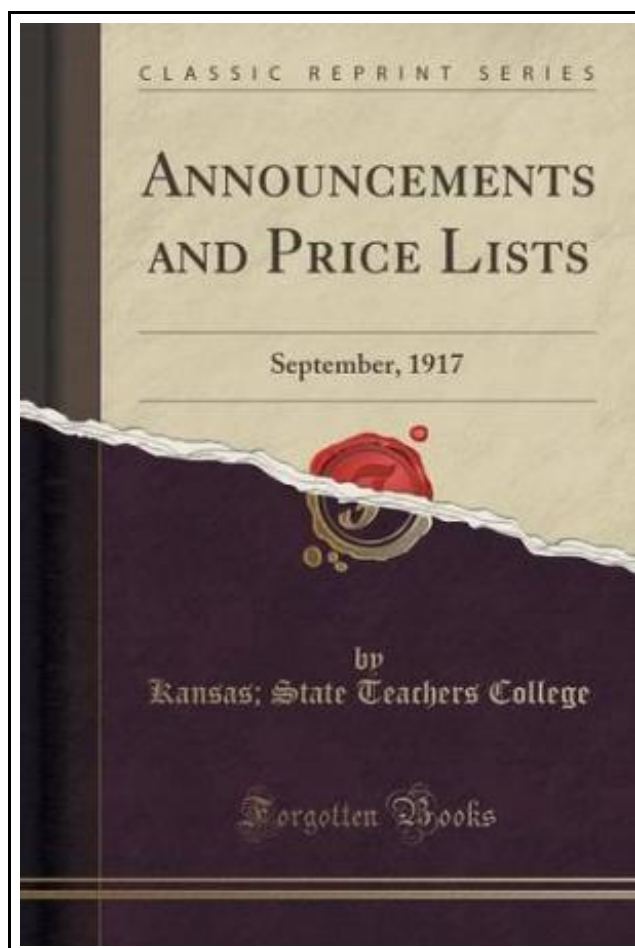 CLASSIC REPRINT SERIES
ANNOUNCEMENTS
AND PRICE LISTS
September, 1917
F
by
Kansas; State Teachers College
Forgotten Books